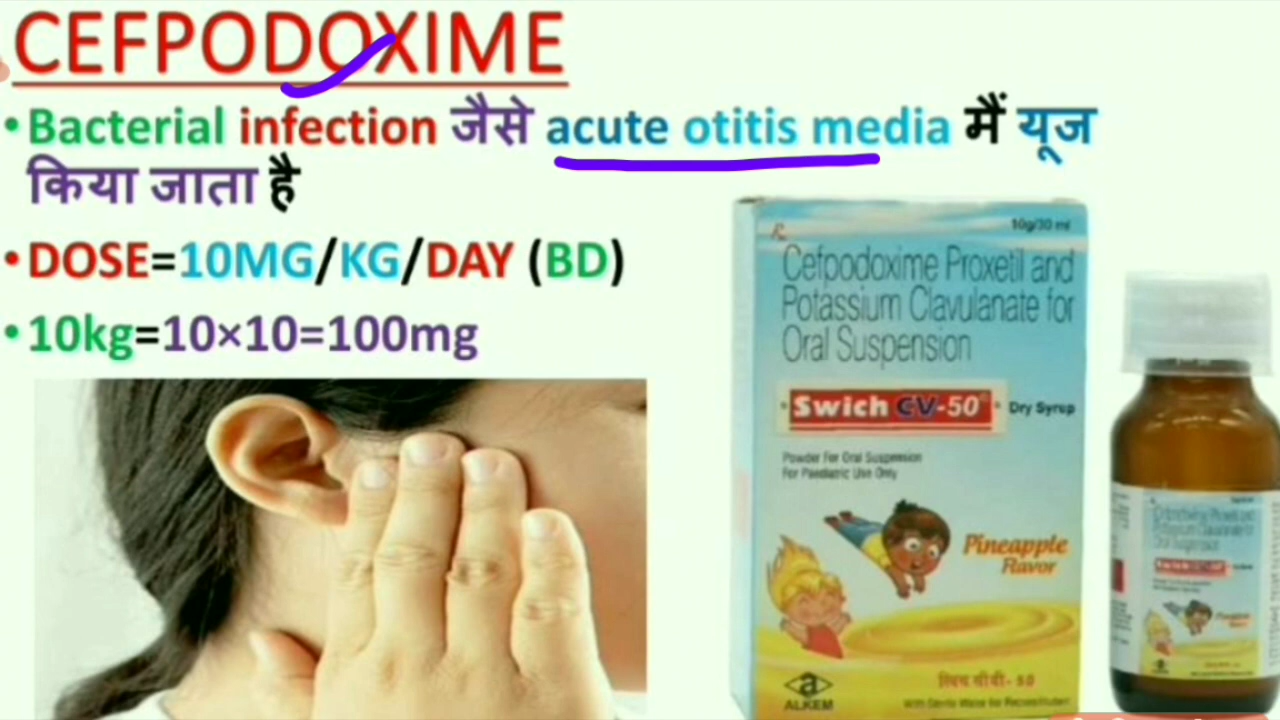 CEFPODOXIME
• Bacterial infection जैसे acute otitis media मैं यूज
किया जाता है
• DOSE=10MG/KG/DAY (BD)
• 10kg=10×10=100mg
10g/30 ml
Cefpodoxime Proxetil and
Potassium Clavulanate for
Oral Suspension
Swich CV-50 Dry Syrup
Powder For Oral Suspension
For Paediatric Use Only
Pineapple
Flavor
स्विच सीवी- 50
ALKEM